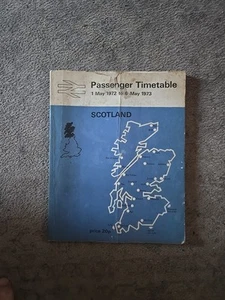 Passenger Timetable
1 May 1972 to 6 May 1973
SCOTLAND